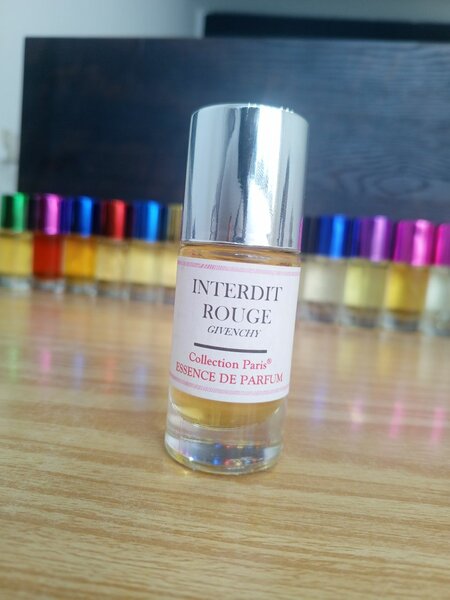 INTERDIT
ROUGE
GIVENCHY
Collection Paris®
ESSENCE DE PARFUM